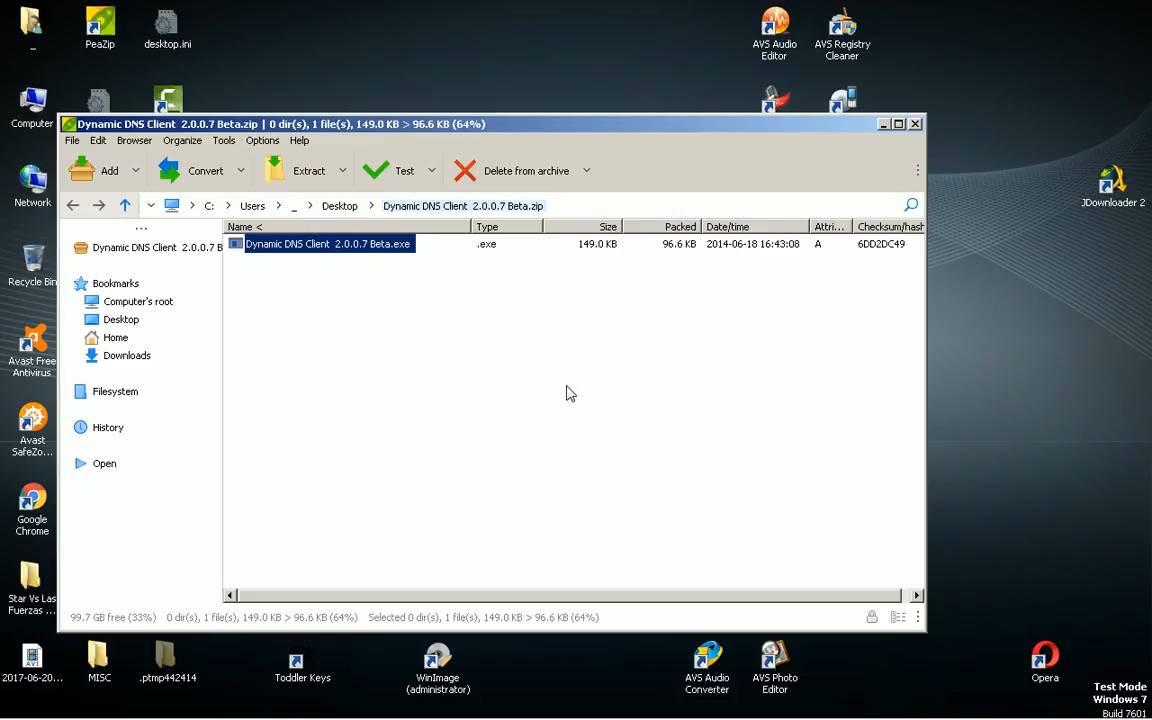 _
PeaZip
desktop.ini
AVS Audio
Editor
AVS Registry
Cleaner
Computer
Network
Recycle Bin
Avast Free
Antivirus
Avast
SafeZo...
Google
Chrome
Star Vs Las
Fuerzas ...
Dynamic DNS Client  2.0.0.7 Beta.zip | 0 dir(s), 1 file(s), 149.0 KB > 96.6 KB (64%)
File Edit Browser Organize Tools Options Help
Add Convert Extract Test Delete from archive
C: Users _ Desktop Dynamic DNS Client  2.0.0.7 Beta.zip
...
Dynamic DNS Client  2.0.0.7 B
Bookmarks
Computer's root
Desktop
Home
Downloads
Filesystem
History
Open
Name < Type Size Packed Date/time Attri... Checksum/hash
Dynamic DNS Client  2.0.0.7 Beta.exe .exe 149.0 KB 96.6 KB 2014-06-18 16:43:08 A 6DD2DC49
99.7 GB free (33%) 0 dir(s), 1 file(s), 149.0 KB > 96.6 KB (64%) Selected 0 dir(s), 1 file(s), 149.0 KB > 96.6 KB (64%)
JDownloader 2
2017-06-20...
MISC
.ptmp442414
Toddler Keys
WinImage
(administrator)
AVS Audio
Converter
AVS Photo
Editor
Opera
Test Mode
Windows 7
Build 7601